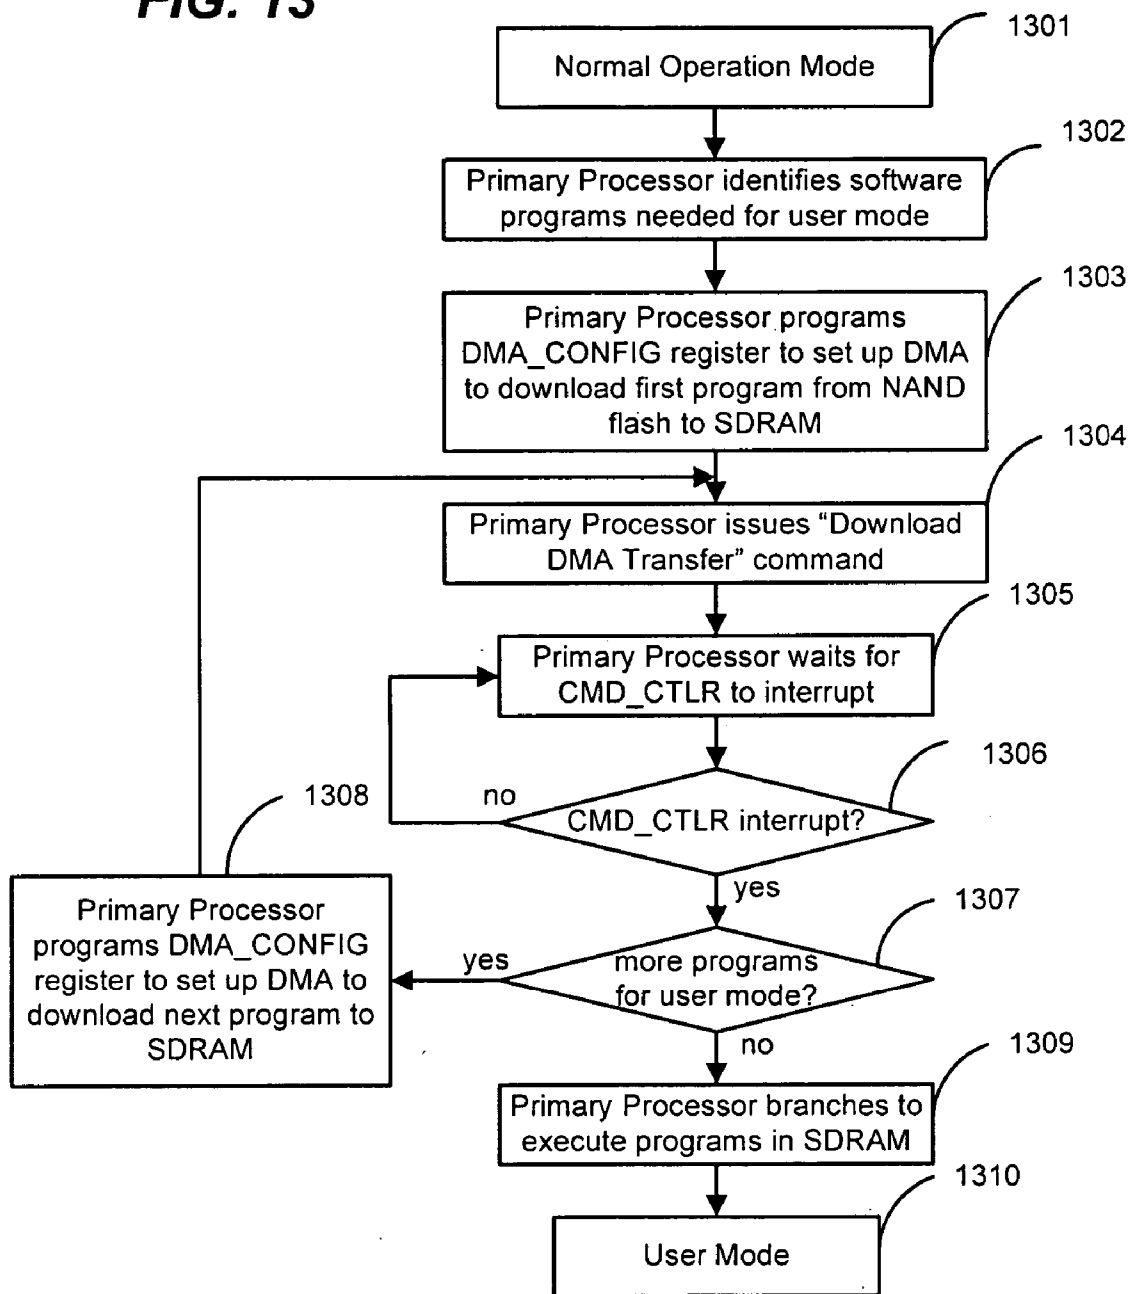 FIG. 13
1301
Normal Operation Mode
1302
Primary Processor identifies software
programs needed for user mode
1303
Primary Processor programs
DMA_CONFIG register to set up DMA
to download first program from NAND
flash to SDRAM
1304
Primary Processor issues “Download
DMA Transfer” command
1305
Primary Processor waits for
CMD_CTLR to interrupt
1306
no
CMD_CTLR interrupt?
yes
1308
Primary Processor
programs DMA_CONFIG
register to set up DMA to
download next program to
SDRAM
1307
yes
more programs
for user mode?
no
1309
Primary Processor branches to
execute programs in SDRAM
1310
User Mode